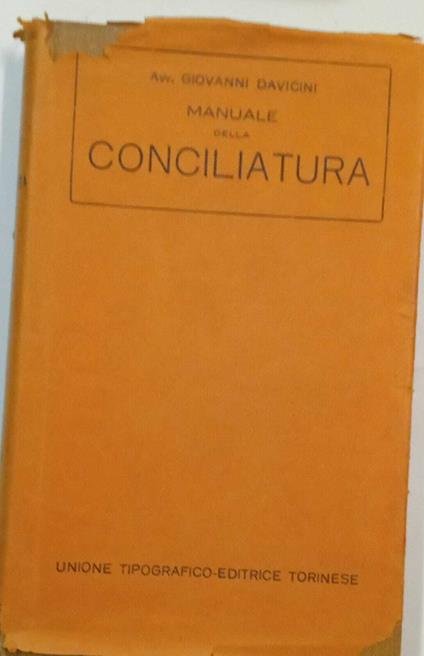 Avv. GIOVANNI DAVICINI
MANUALE
DELLA
CONCILIATURA
UNIONE TIPOGRAFICO-EDITRICE TORINESE